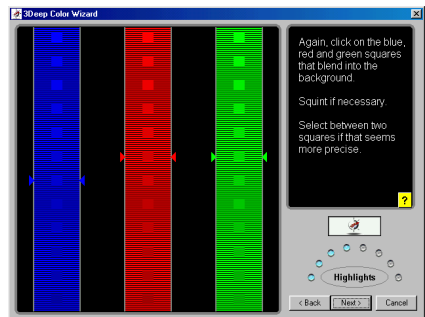 3Deep Color Wizard
Again, click on the blue,
red and green squares
that blend into the
background.
Squint if necessary.
Select between two
squares if that seems
more precise.
?
Highlights
< Back
Next >
Cancel